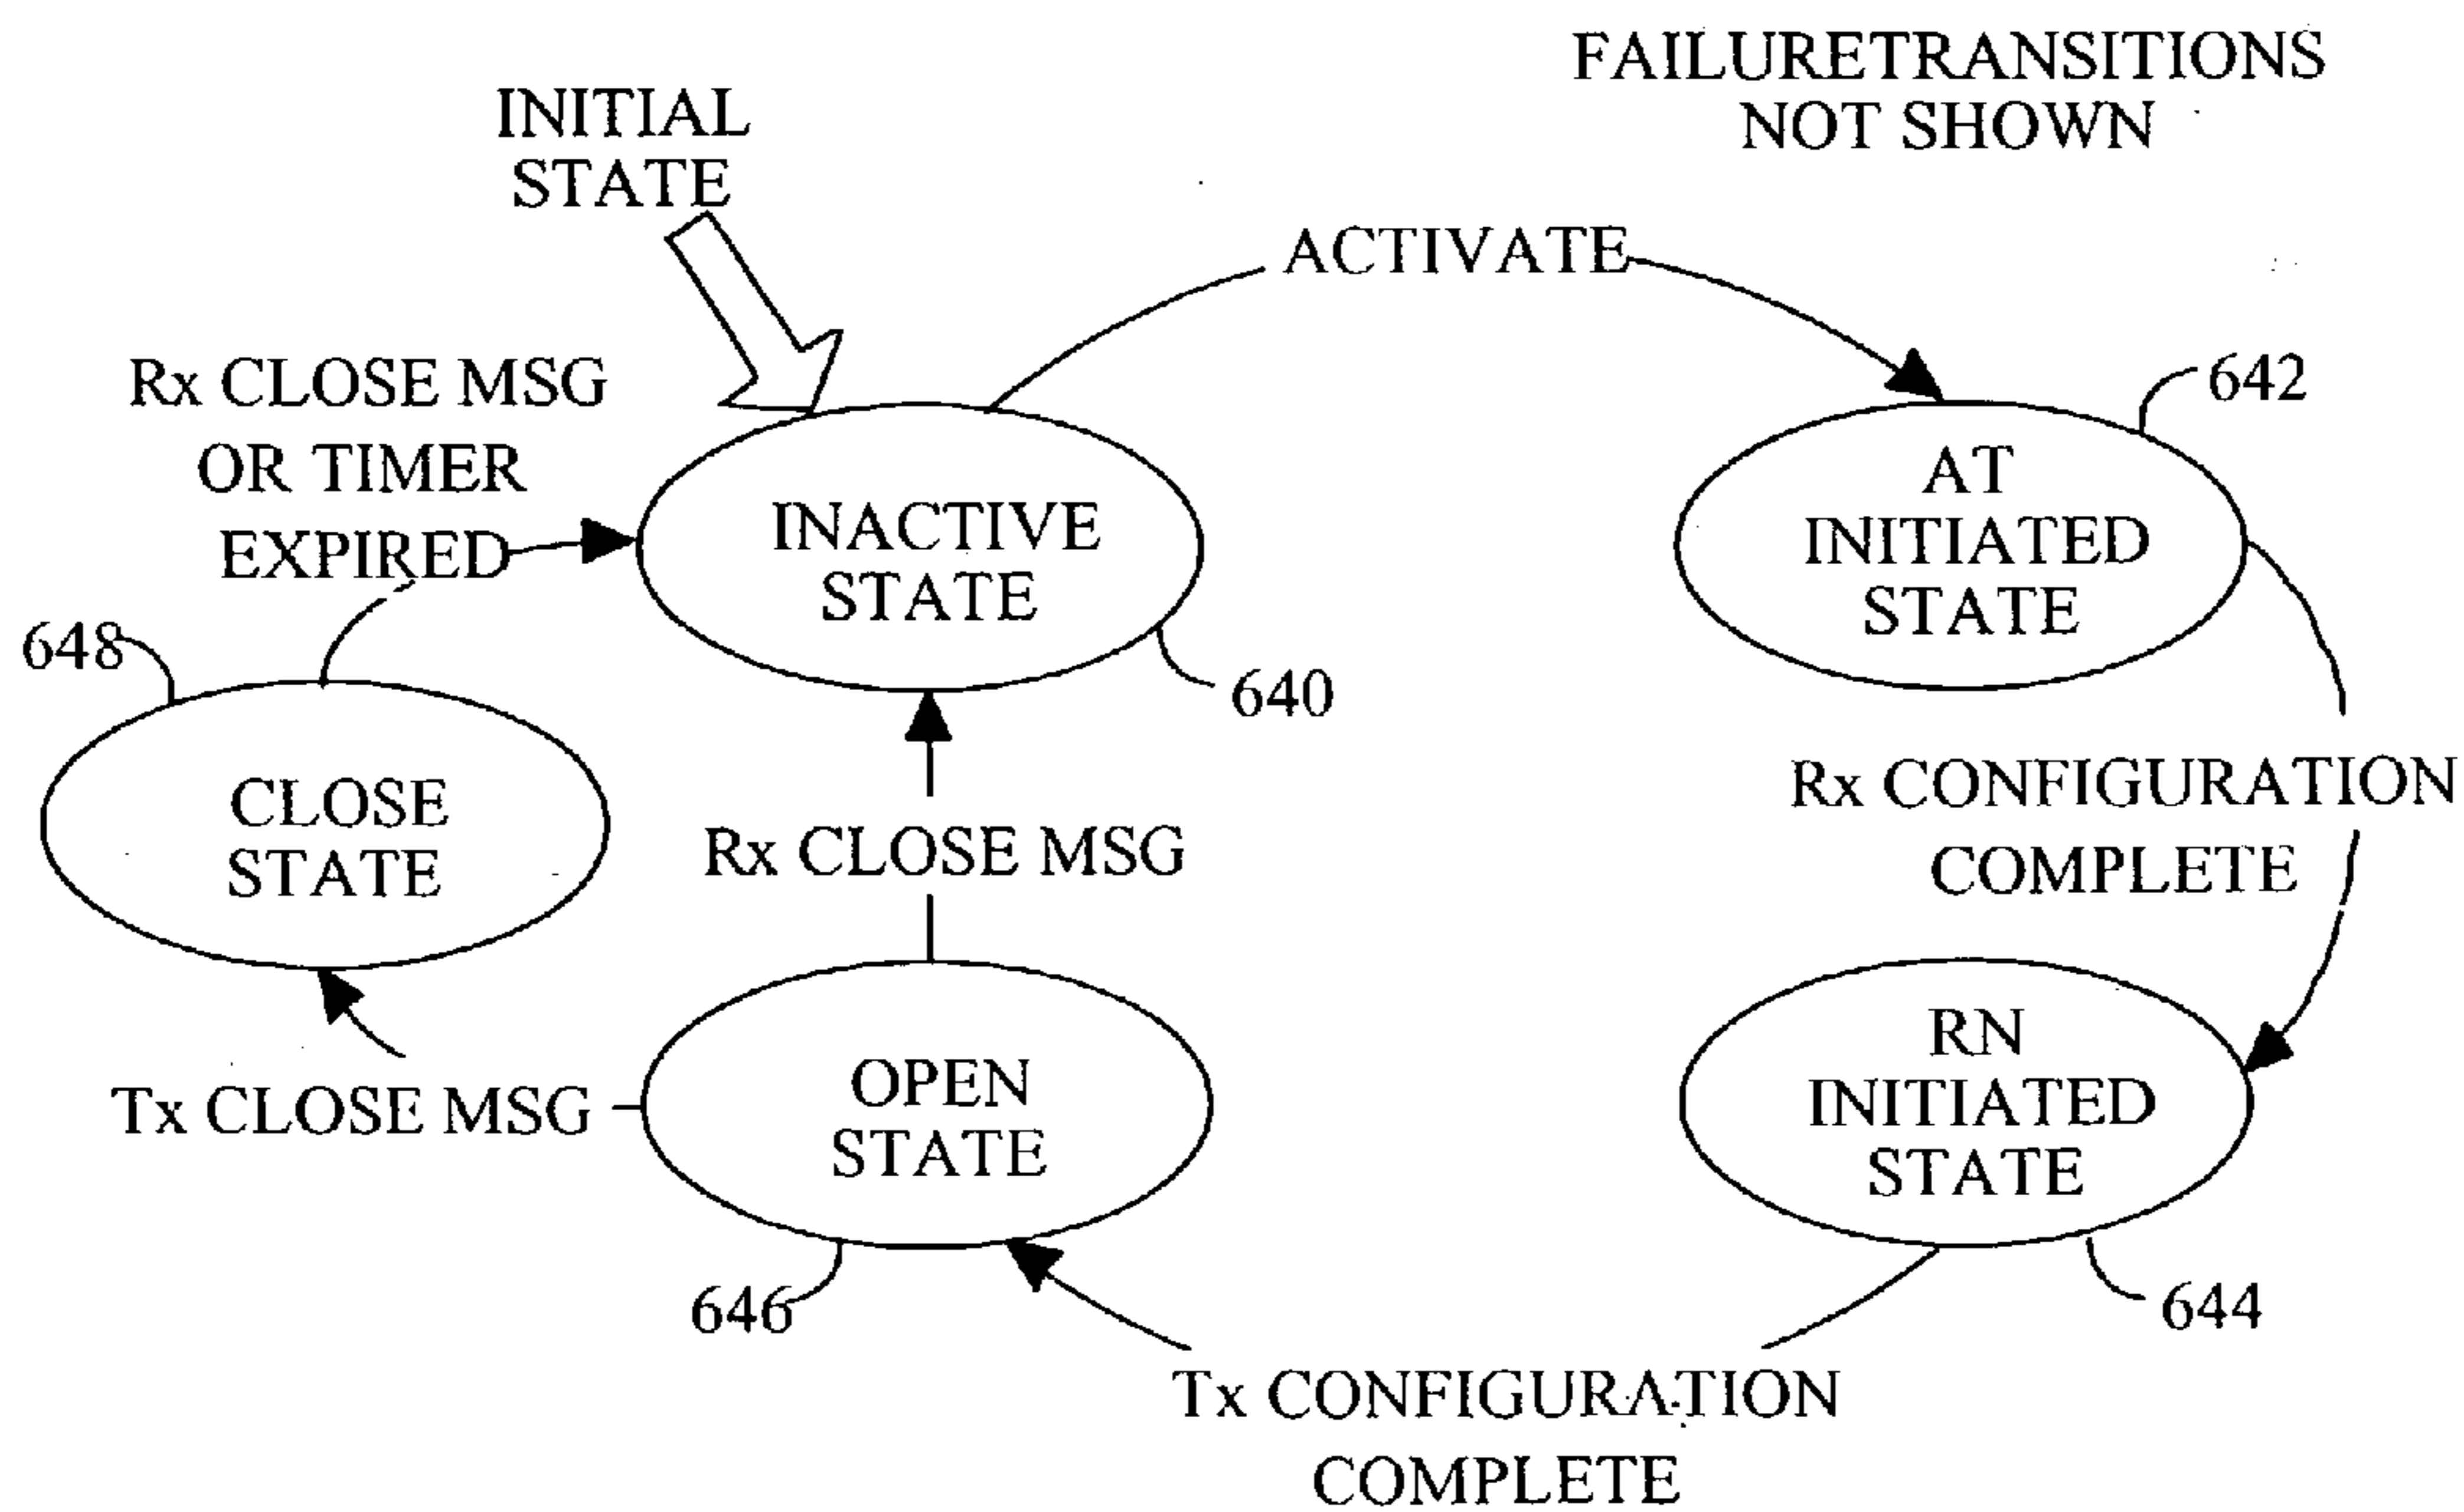 FAILURETRANSITIONS
NOT SHOWN
INITIAL
STATE
ACTIVATE
Rx CLOSE MSG
OR TIMER
EXPIRED
642
AT
INITIATED
STATE
INACTIVE
STATE
648
640
CLOSE
STATE
Rx CLOSE MSG
Rx CONFIGURATION
COMPLETE
RN
INITIATED
STATE
OPEN
STATE
Tx CLOSE MSG
646
644
Tx CONFIGURATION
COMPLETE